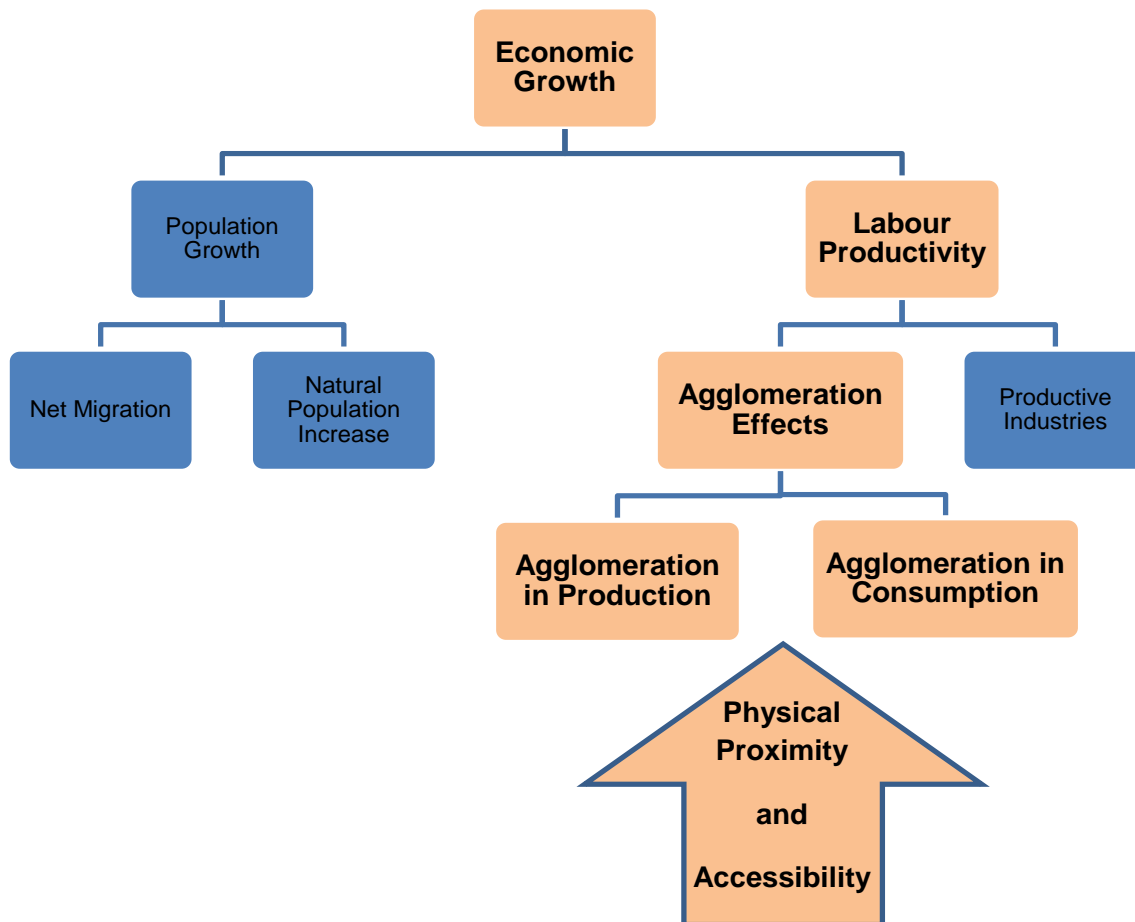 Economic
Growth
Population
Growth
Labour
Productivity
Net Migration
Natural
Population
Increase
Agglomeration
Effects
Productive
Industries
Agglomeration
in Production
Agglomeration in
Consumption
Physical
Proximity
and
Accessibility